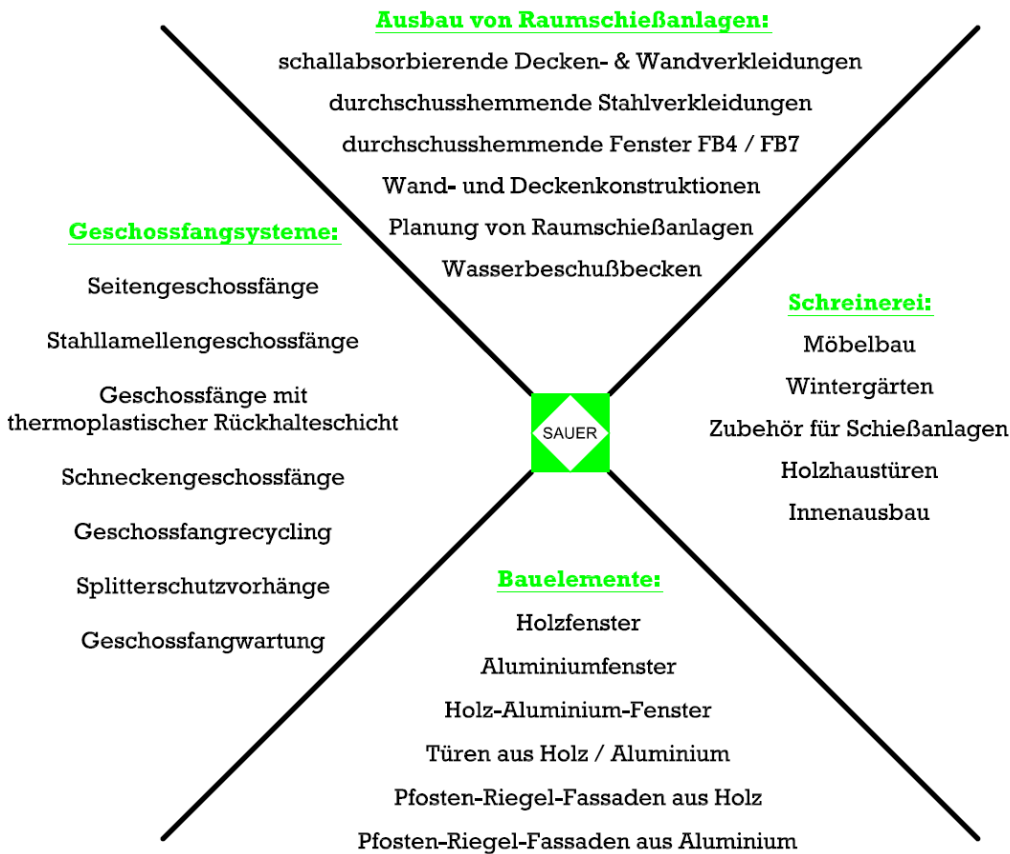 Ausbau von Raumschießanlagen:
schallabsorbierende Decken- & Wandverkleidungen
durchschusshemmende Stahlverkleidungen
durchschusshemmende Fenster FB4 / FB7
Wand- und Deckenkonstruktionen
Planung von Raumschießanlagen
Wasserbeschußbecken
Geschossfangsysteme:
Seitengeschossfänge
Stahllamellengeschossfänge
Geschossfänge mit
thermoplastischer Rückhalteschicht
Schneckengeschossfänge
Geschossfangrecycling
Splitterschutzvorhänge
Geschossfangwartung
SAUER
Schreinerei:
Möbelbau
Wintergärten
Zubehör für Schießanlagen
Holzhaustüren
Innenausbau
Bauelemente:
Holzfenster
Aluminiumfenster
Holz-Aluminium-Fenster
Türen aus Holz / Aluminium
Pfosten-Riegel-Fassaden aus Holz
Pfosten-Riegel-Fassaden aus Aluminium